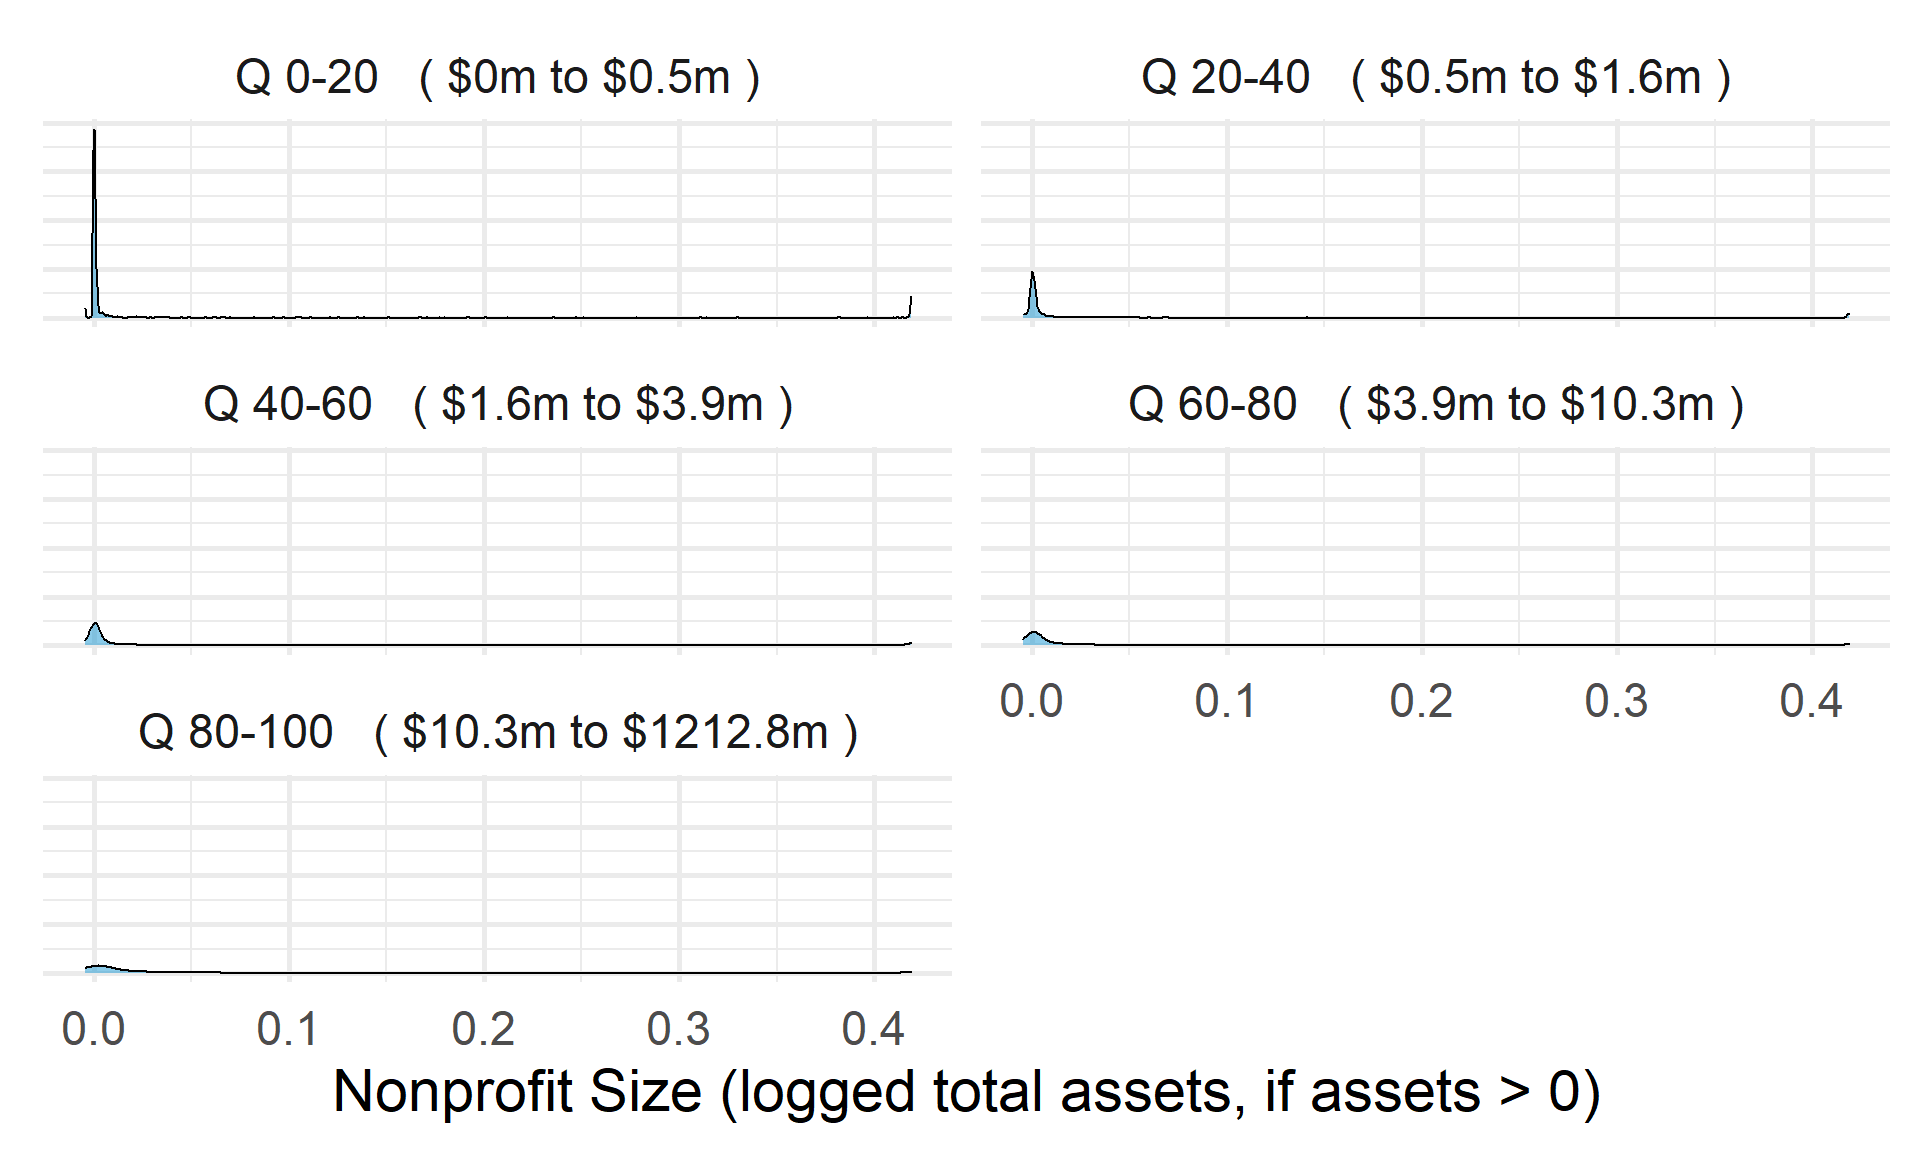 Q 0-20 ( $0m to $0.5m )
Q 20-40 ( $0.5m to $1.6m )
Q 40-60 ( $1.6m to $3.9m )
Q 60-80 ( $3.9m to $10.3m )
0.0 0.1 0.2 0.3 0.4
Q 80-100 ( $10.3m to $1212.8m )
0.0 0.1 0.2 0.3 0.4
Nonprofit Size (logged total assets, if assets > 0)